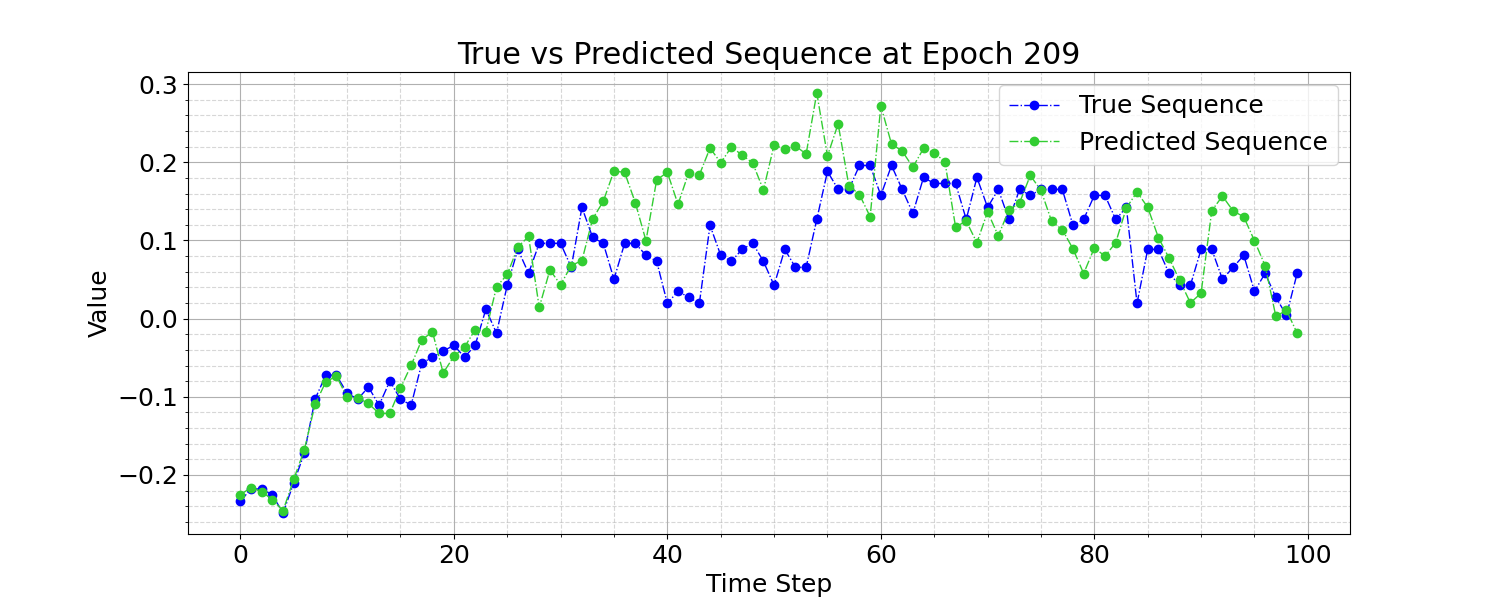 True vs Predicted Sequence at Epoch 209
True Sequence
Predicted Sequence
0.3
0.2
0.1
0.0
−0.1
−0.2
Value
0 20 40 60 80 100
Time Step